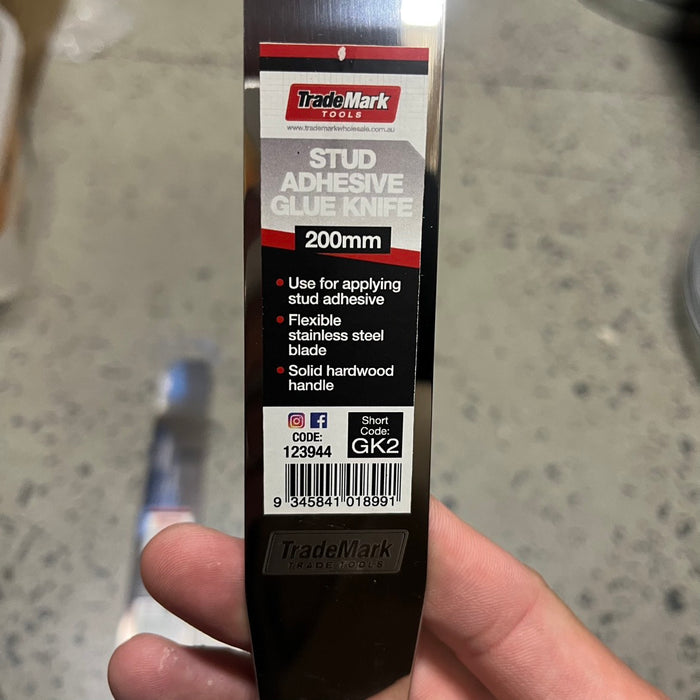 TradeMark
TOOLS
www.trademarkwholesale.com.au
STUD
ADHESIVE
GLUE KNIFE
200mm
• Use for applying
stud adhesive
• Flexible
stainless steel
blade
• Solid hardwood
handle
CODE:
123944
Short
Code:
GK2
9 345841 018991
TradeMark
TRADE TOOLS